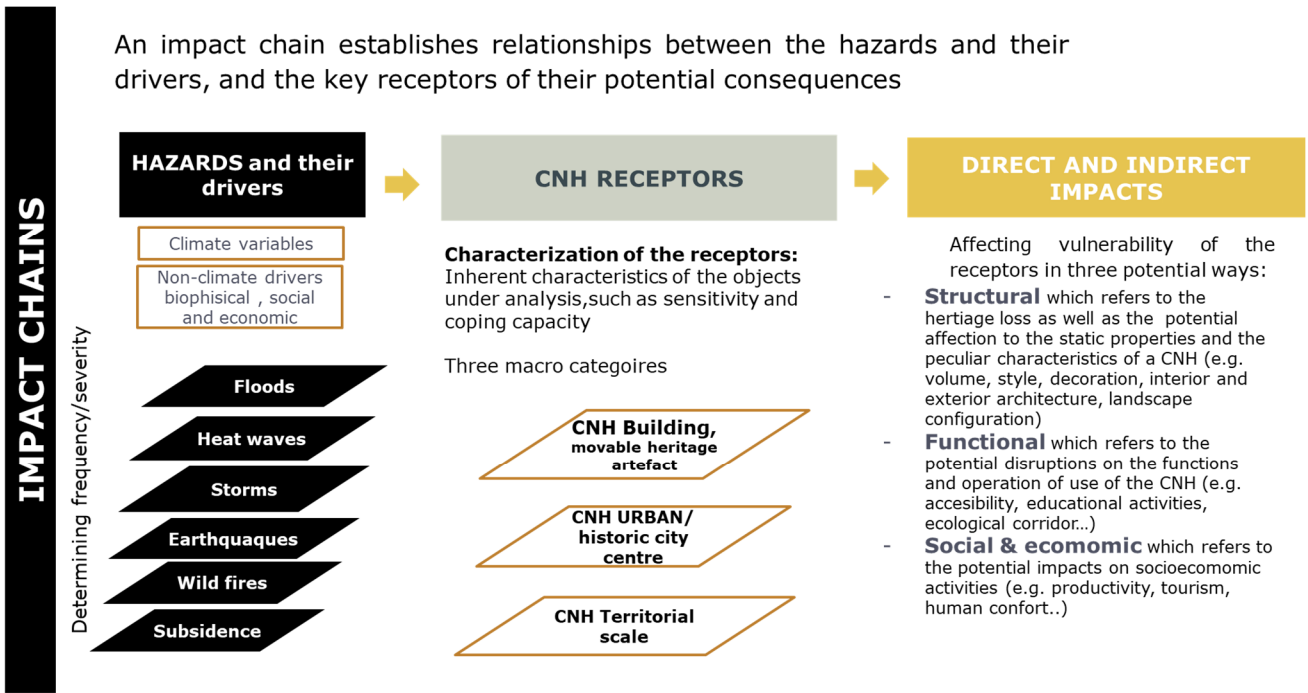 IMPACT CHAINS
An impact chain establishes relationships between the hazards and their
drivers, and the key receptors of their potential consequences
HAZARDS and their
drivers
Climate variables
Non-climate drivers
biophisical , social
and economic
Determining frequency/severity
Floods
Heat waves
Storms
Earthquaques
Wild fires
Subsidence
CNH RECEPTORS
Characterization of the receptors:
Inherent characteristics of the objects
under analysis,such as sensitivity and
coping capacity
Three macro categoires
CNH Building,
movable heritage
artefact
CNH URBAN/
historic city
centre
CNH Territorial
scale
DIRECT AND INDIRECT
IMPACTS
Affecting vulnerability of the
receptors in three potential ways:
- Structural which refers to the
hertiage loss as well as the potential
affection to the static properties and the
peculiar characteristics of a CNH (e.g.
volume, style, decoration, interior and
exterior architecture, landscape
configuration)
- Functional which refers to the
potential disruptions on the functions
and operation of use of the CNH (e.g.
accesibility, educational activities,
ecological corridor...)
- Social & ecomomic which refers to
the potential impacts on socioecomomic
activities (e.g. productivity, tourism,
human confort..)